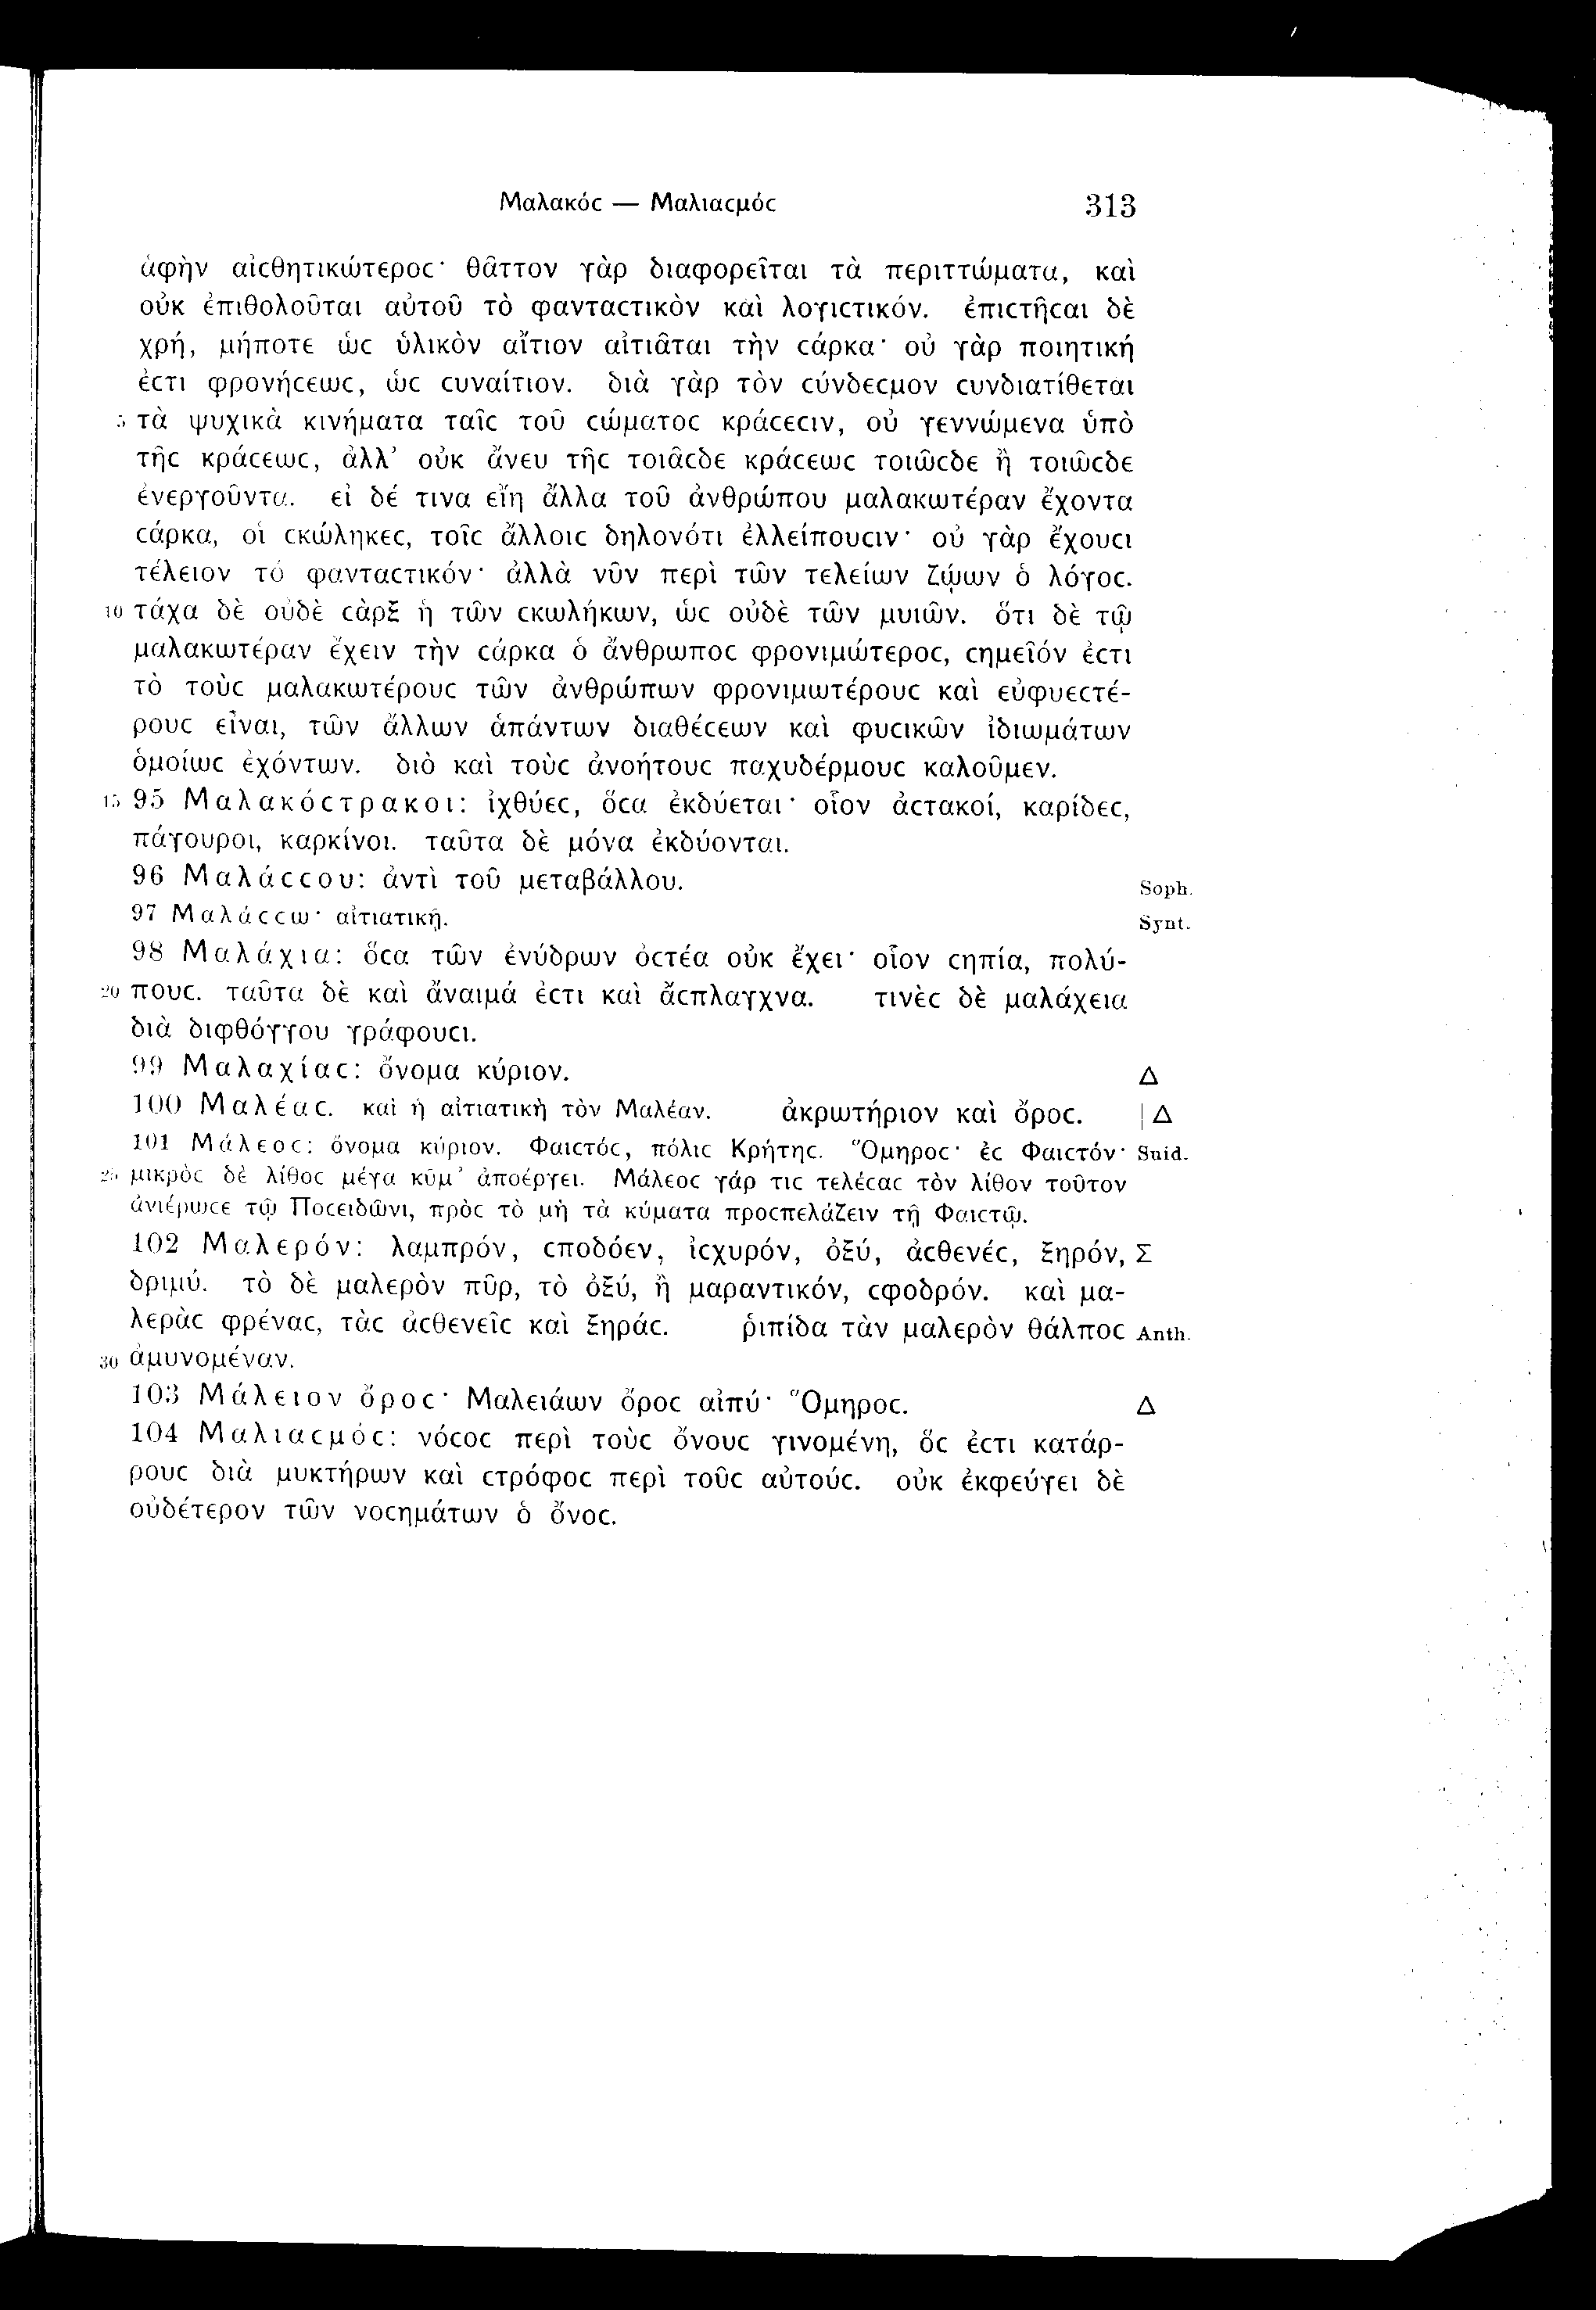 Μαλακόϲ — Μαλιαϲμόϲ 313
ἁφὴν αἰϲθητικώτεροϲ· θᾶττον γὰρ διαφορεῖται τὰ περιττώματα, καὶ
οὐκ ἐπιθολοῦται αὐτοῦ τὸ φανταϲτικὸν καὶ λογιϲτικόν. ἐπιϲτῆϲαι δὲ
χρή, μήποτε ὡϲ ὑλικὸν αἴτιον αἰτιᾶται τὴν ϲάρκα· οὐ γὰρ ποιητική
ἐϲτι φρονήϲεωϲ, ὡϲ ϲυναίτιον. διὰ γὰρ τὸν ϲύνδεϲμον ϲυνδιατίθεται
5 τὰ ψυχικὰ κινήματα ταῖϲ τοῦ ϲώματοϲ κράϲεϲιν, οὐ γεννώμενα ὑπὸ
τῆϲ κράϲεωϲ, ἀλλ’ οὐκ ἄνευ τῆϲ τοιᾶϲδε κράϲεωϲ τοιῶϲδε ἢ τοιῶϲδε
ἐνεργοῦντα. εἰ δέ τινα εἴη ἄλλα τοῦ ἀνθρώπου μαλακωτέραν ἔχοντα
ϲάρκα, οἱ ϲκώληκεϲ, τοῖϲ ἄλλοιϲ δηλονότι ἐλλείπουϲιν· οὐ γὰρ ἔχουϲι
τέλειον τὸ φανταϲτικόν· ἀλλὰ νῦν περὶ τῶν τελείων ζῴων ὁ λόγοϲ.
10 τάχα δὲ οὐδὲ ϲὰρξ ἡ τῶν ϲκωλήκων, ὡϲ οὐδὲ τῶν μυιῶν. ὅτι δὲ τῷ
μαλακωτέραν ἔχειν τὴν ϲάρκα ὁ ἄνθρωποϲ φρονιμώτεροϲ, ϲημεῖόν ἐϲτι
τὸ τοὺϲ μαλακωτέρουϲ τῶν ἀνθρώπων φρονιμωτέρουϲ καὶ εὐφυεϲτέ-
ρουϲ εἶναι, τῶν ἄλλων ἁπάντων διαθέϲεων καὶ φυϲικῶν ἰδιωμάτων
ὁμοίωϲ ἐχόντων. διὸ καὶ τοὺϲ ἀνοήτουϲ παχυδέρμουϲ καλοῦμεν.
15 95 Μαλακόϲτρακοι: ἰχθύεϲ, ὅϲα ἐκδύεται· οἷον ἀϲτακοί, καρίδεϲ,
πάγουροι, καρκίνοι. ταῦτα δὲ μόνα ἐκδύονται.
96 Μαλάϲϲου: ἀντὶ τοῦ μεταβάλλου. Soph.
97 Μαλάϲϲω· αἰτιατικῇ. Synt.
98 Μαλάχια: ὅϲα τῶν ἐνύδρων ὀϲτέα οὐκ ἔχει· οἷον ϲηπία, πολύ-
20 πουϲ. ταῦτα δὲ καὶ ἄναιμά ἐϲτι καὶ ἄϲπλαγχνα. τινὲϲ δὲ μαλάχεια
διὰ διφθόγγου γράφουϲι.
99 Μαλαχίαϲ: ὄνομα κύριον. Δ
100 Μαλέαϲ. καὶ ἡ αἰτιατικὴ τὸν Μαλέαν. ἀκρωτήριον καὶ ὄροϲ. | Δ
101 Μάλεοϲ: ὄνομα κύριον. Φαιϲτόϲ, πόλιϲ Κρήτηϲ. Ὅμηροϲ· ἐϲ Φαιϲτόν· Suid.
25 μικρὸϲ δὲ λίθοϲ μέγα κῦμ’ ἀποέργει. Μάλεοϲ γάρ τιϲ τελέϲαϲ τὸν λίθον τοῦτον
ἀνιέρωϲε τῷ Ποϲειδῶνι, πρὸϲ τὸ μὴ τὰ κύματα προϲπελάζειν τῇ Φαιϲτῷ.
102 Μαλερόν: λαμπρόν, ϲποδόεν, ἰϲχυρόν, ὀξύ, ἀϲθενέϲ, ξηρόν, Σ
δριμύ. τὸ δὲ μαλερὸν πῦρ, τὸ ὀξύ, ἢ μαραντικόν, ϲφοδρόν. καὶ μα-
λερὰϲ φρέναϲ, τὰϲ ἀϲθενεῖϲ καὶ ξηράϲ. ῥιπίδα τὰν μαλερὸν θάλποϲ Anth.
30 ἀμυνομέναν.
103 Μάλειον ὄροϲ· Μαλειάων ὄροϲ αἰπύ· Ὅμηροϲ. Δ
104 Μαλιαϲμόϲ: νόϲοϲ περὶ τοὺϲ ὄνουϲ γινομένη, ὅϲ ἐϲτι κατάρ-
ρουϲ διὰ μυκτήρων καὶ ϲτρόφοϲ περὶ τοῦϲ αὐτούϲ. οὐκ ἐκφεύγει δὲ
οὐδέτερον τῶν νοϲημάτων ὁ ὄνοϲ.